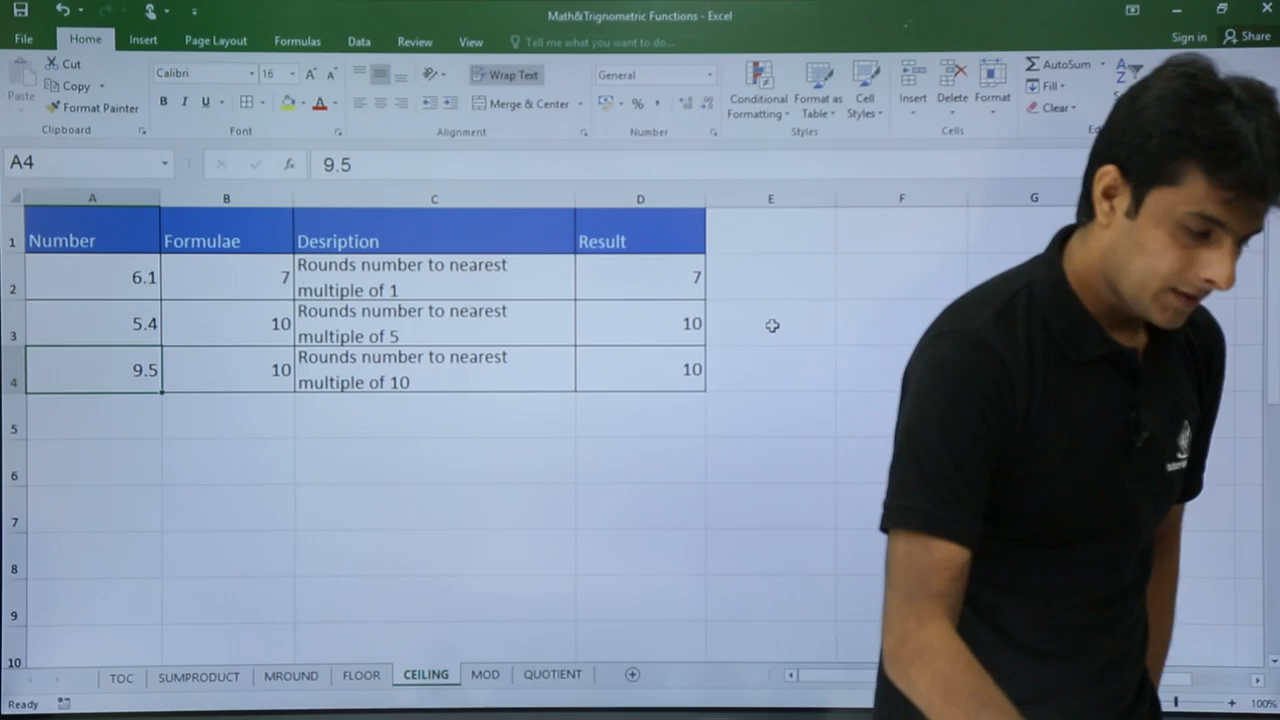 Math&Trignometric Functions - Excel
File Home Insert Page Layout Formulas Data Review View Tell me what you want to do... Sign in Share
Paste Cut Copy Format Painter
Clipboard
Calibri 16
B I U A
Font
Wrap Text
Merge & Center
Alignment
General
%
Number
Conditional Formatting
Format as Table
Cell Styles
Styles
Insert Delete Format
Cells
AutoSum
Fill
Clear
A4 fx 9.5
A B C D E F G
1 Number Formulae Desription Result
2 6.1 7 Rounds number to nearest multiple of 1 7
3 5.4 10 Rounds number to nearest multiple of 5 10
4 9.5 10 Rounds number to nearest multiple of 10 10
5
6
7
8
9
10
TOC SUMPRODUCT MROUND FLOOR CEILING MOD QUOTIENT
Ready 100%